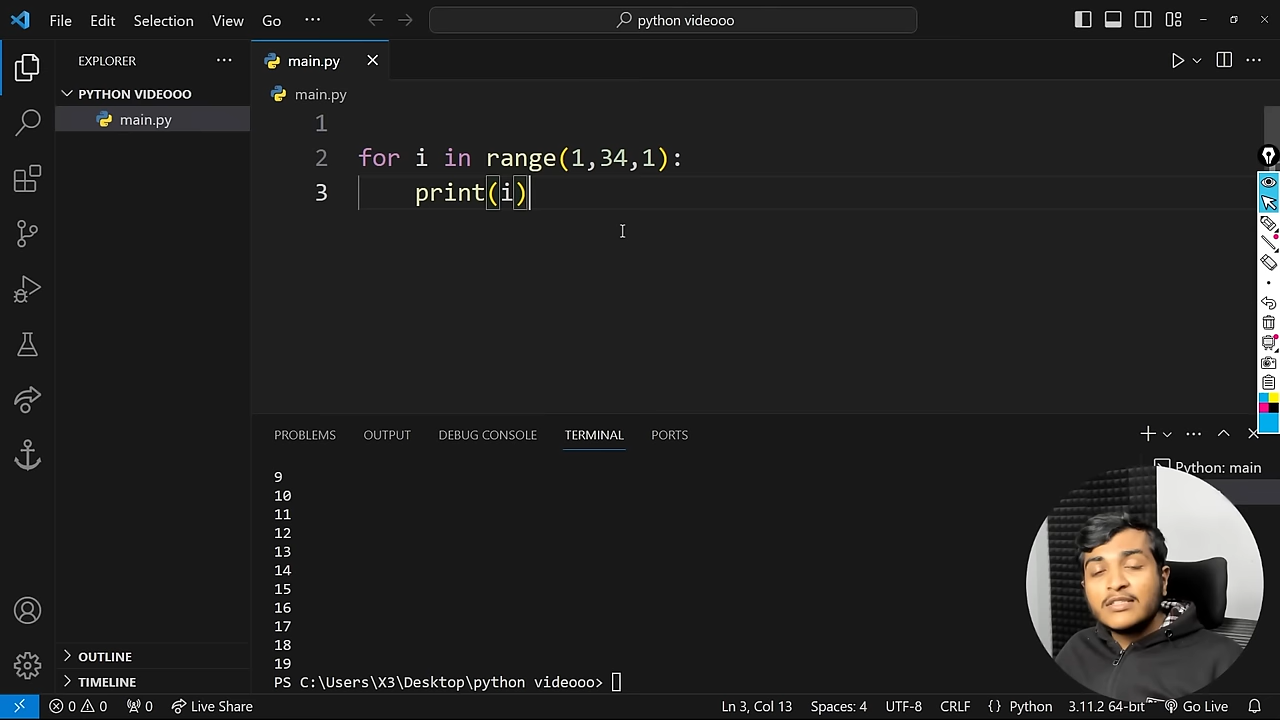 File Edit Selection View Go ··· python videooo
EXPLORER ···
main.py
PYTHON VIDEOOO
main.py
main.py
1
2 for i in range(1,34,1):
3 print(i)
PROBLEMS OUTPUT DEBUG CONSOLE TERMINAL PORTS
Python: main
9
10
11
12
13
14
15
16
17
18
19
PS C:\Users\X3\Desktop\python videooo>
OUTLINE
TIMELINE
0 0 0 Live Share Ln 3, Col 13 Spaces: 4 UTF-8 CRLF {} Python 3.11.2 64-bit Go Live